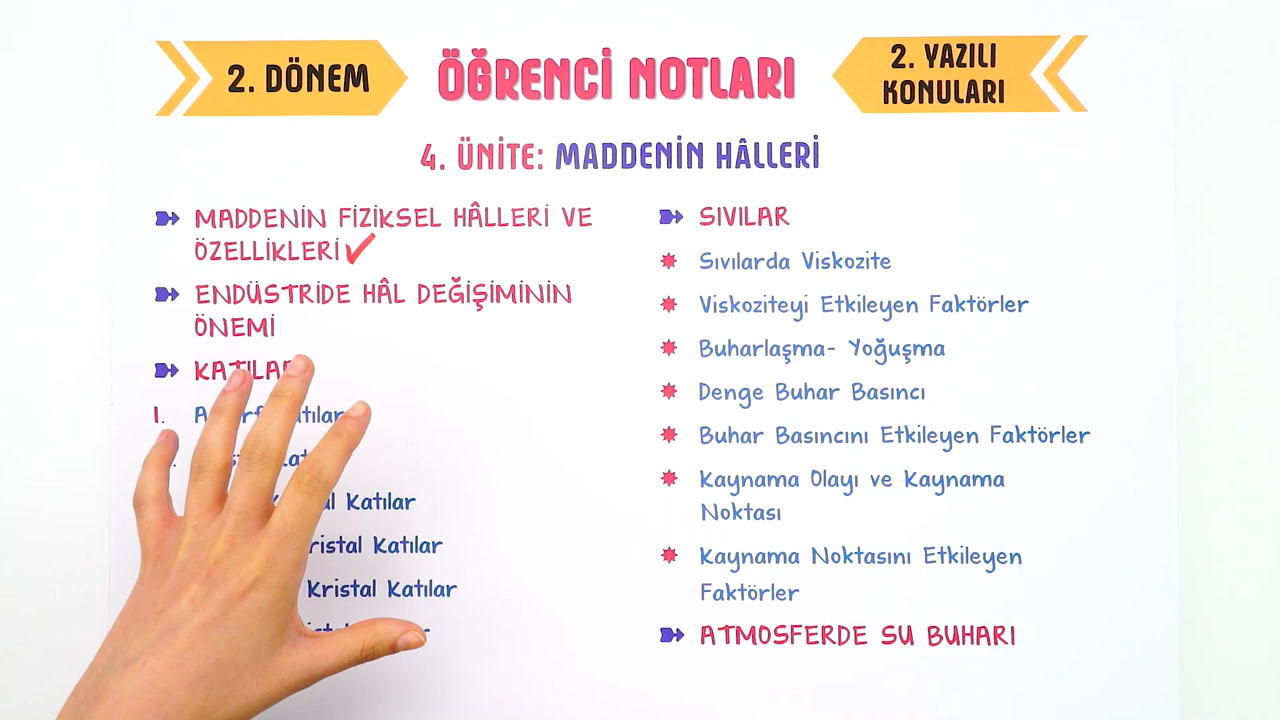 2. DÖNEM
ÖĞRENCİ NOTLARI
2. YAZILI
KONULARI
4. ÜNİTE: MADDENİN HÂLLERİ
MADDENİN FİZİKSEL HÂLLERİ VE
ÖZELLİKLERİ
ENDÜSTRİDE HÂL DEĞİŞİMİNİN
ÖNEMİ
KATILAR
1.
Katılar
Kristal Katılar
Kristal Katılar
SIVILAR
Sıvılarda Viskozite
Viskoziteyi Etkileyen Faktörler
Buharlaşma- Yoğuşma
Denge Buhar Basıncı
Buhar Basıncını Etkileyen Faktörler
Kaynama Olayı ve Kaynama
Noktası
Kaynama Noktasını Etkileyen
Faktörler
ATMOSFERDE SU BUHARI